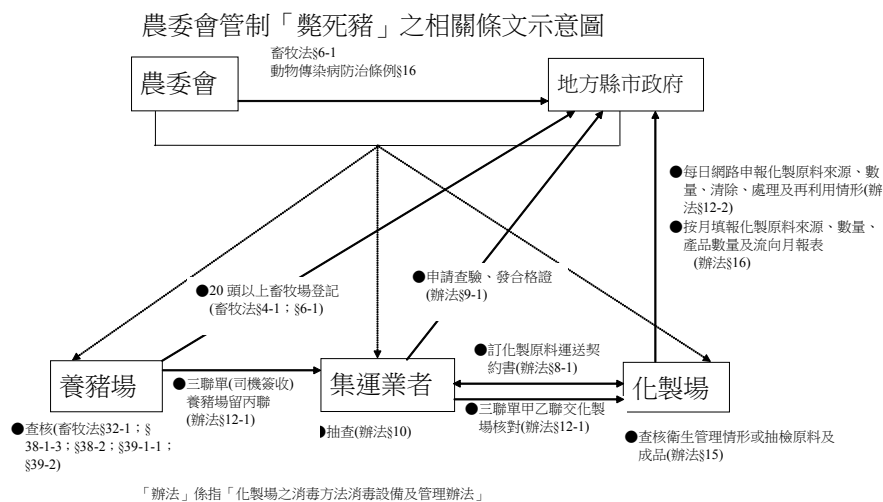 農委會管制「斃死豬」之相關條文示意圖
畜牧法§6-1
動物傳染病防治條例§16
農委會
地方縣市政府
●每日網路申報化製原料來源、數
量、清除、處理及再利用情形(辦
法§12-2)
●按月填報化製原料來源、數量、
產品數量及流向月報表
(辦法§16)
●20 頭以上畜牧場登記
(畜牧法§4-1；§6-1)
●申請查驗、發合格證
(辦法§9-1)
養豬場
●三聯單(司機簽收)
養豬場留丙聯
(辦法§12-1)
集運業者
●訂化製原料運送契
約書(辦法§8-1)
●三聯單甲乙聯交化製
場核對(辦法§12-1)
化製場
●查核(畜牧法§32-1；§
38-1-3；§38-2；§39-1-1；
§39-2)
●抽查(辦法§10)
●查核衛生管理情形或抽檢原料及
成品(辦法§15)
「辦法」係指「化製場之消毒方法消毒設備及管理辦法」